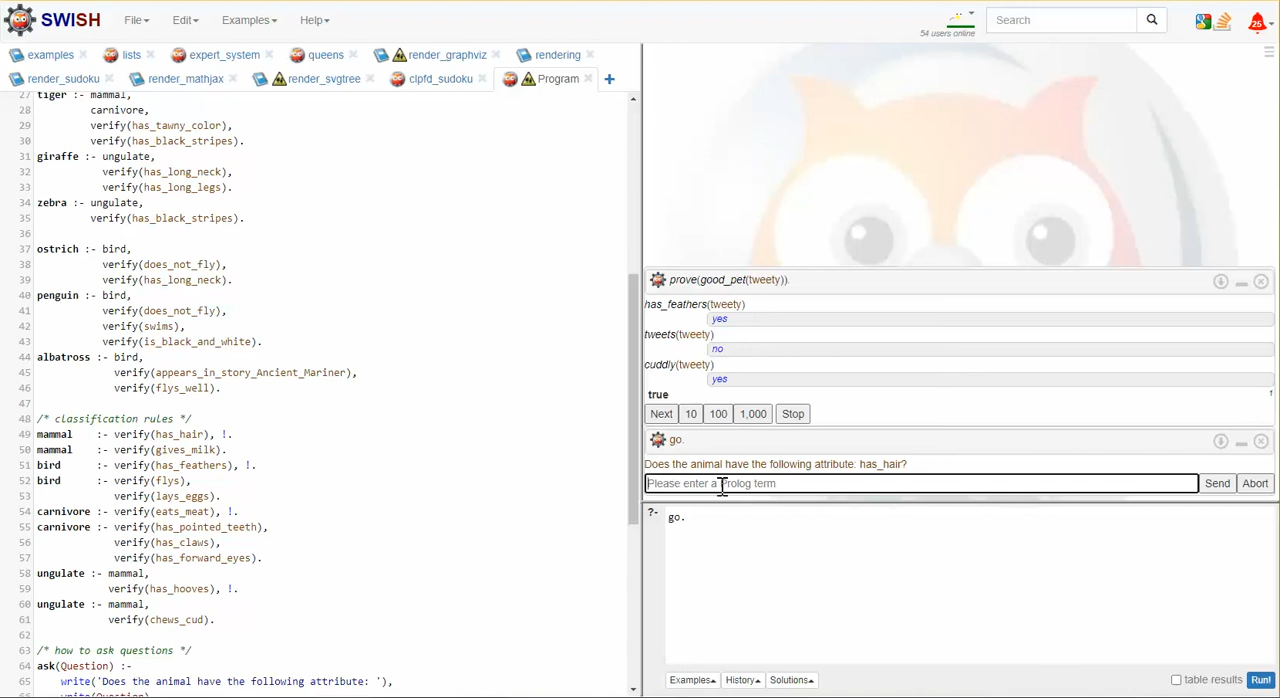 SWISH File Edit Examples Help 54 users online Search 25
examples lists expert_system queens render_graphviz rendering
render_sudoku render_mathjax render_svgtree clpfd_sudoku Program
27 tiger :- mammal,
28 carnivore,
29 verify(has_tawny_color),
30 verify(has_black_stripes).
31 giraffe :- ungulate,
32 verify(has_long_neck),
33 verify(has_long_legs).
34 zebra :- ungulate,
35 verify(has_black_stripes).
36
37 ostrich :- bird,
38 verify(does_not_fly),
39 verify(has_long_neck).
40 penguin :- bird,
41 verify(does_not_fly),
42 verify(swims),
43 verify(is_black_and_white).
44 albatross :- bird,
45 verify(appears_in_story_Ancient_Mariner),
46 verify(flys_well).
47
48 /* classification rules */
49 mammal :- verify(has_hair), !.
50 mammal :- verify(gives_milk).
51 bird :- verify(has_feathers), !.
52 bird :- verify(flys),
53 verify(lays_eggs).
54 carnivore :- verify(eats_meat), !.
55 carnivore :- verify(has_pointed_teeth),
56 verify(has_claws),
57 verify(has_forward_eyes).
58 ungulate :- mammal,
59 verify(has_hooves), !.
60 ungulate :- mammal,
61 verify(chews_cud).
62
63 /* how to ask questions */
64 ask(Question) :-
65 write('Does the animal have the following attribute: '),
write(Question)
prove(good_pet(tweety)).
has_feathers(tweety)
yes
tweets(tweety)
no
cuddly(tweety)
yes
true 1
Next 10 100 1,000 Stop
go.
Does the animal have the following attribute: has_hair?
Please enter a Prolog term Send Abort
?- go.
Examples History Solutions table results Run!